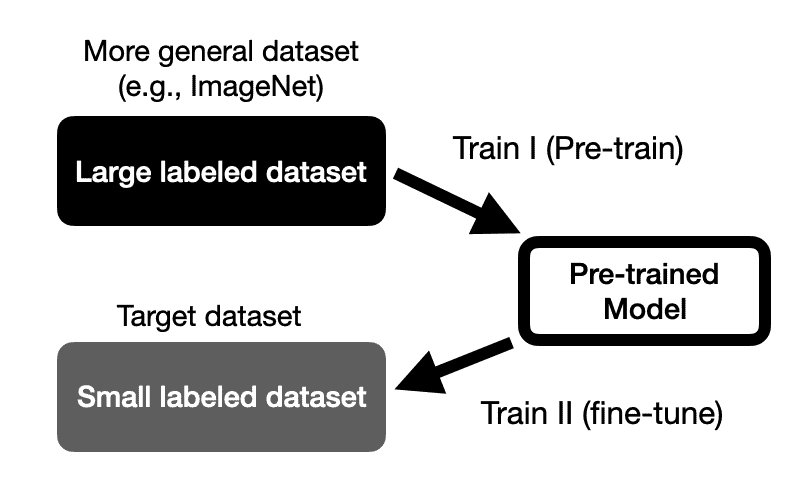 More general dataset
(e.g., ImageNet)
Large labeled dataset
Train I (Pre-train)
Pre-trained
Model
Target dataset
Small labeled dataset
Train II (fine-tune)